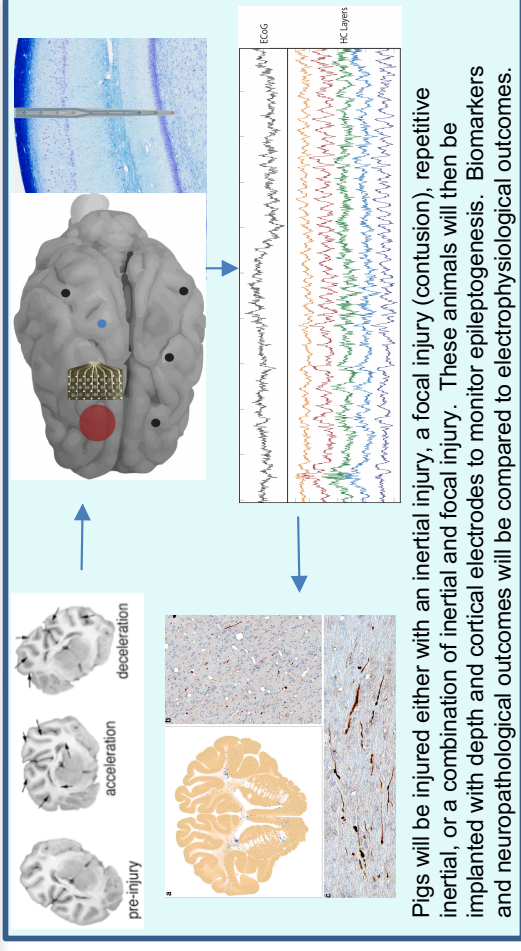 pre-injury
acceleration
deceleration
ECoG
HC Layers
a
b
c
Pigs will be injured either with an inertial injury, a focal injury (contusion), repetitive
inertial, or a combination of inertial and focal injury. These animals will then be
implanted with depth and cortical electrodes to monitor epileptogenesis. Biomarkers
and neuropathological outcomes will be compared to electrophysiological outcomes.